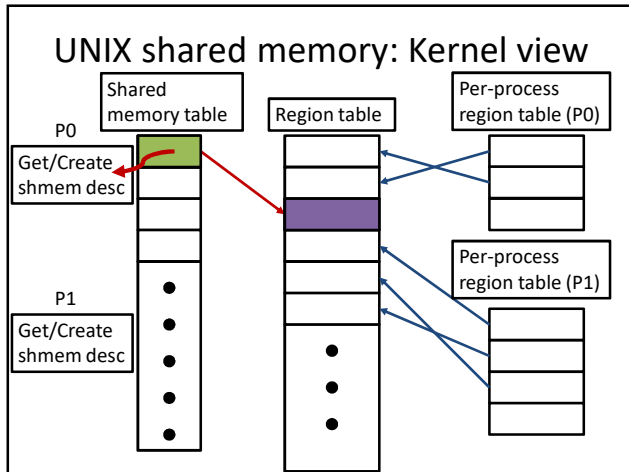 UNIX shared memory: Kernel view
Shared
memory table
Region table
Per-process
region table (P0)
P0
Get/Create
shmem desc
Per-process
region table (P1)
P1
Get/Create
shmem desc